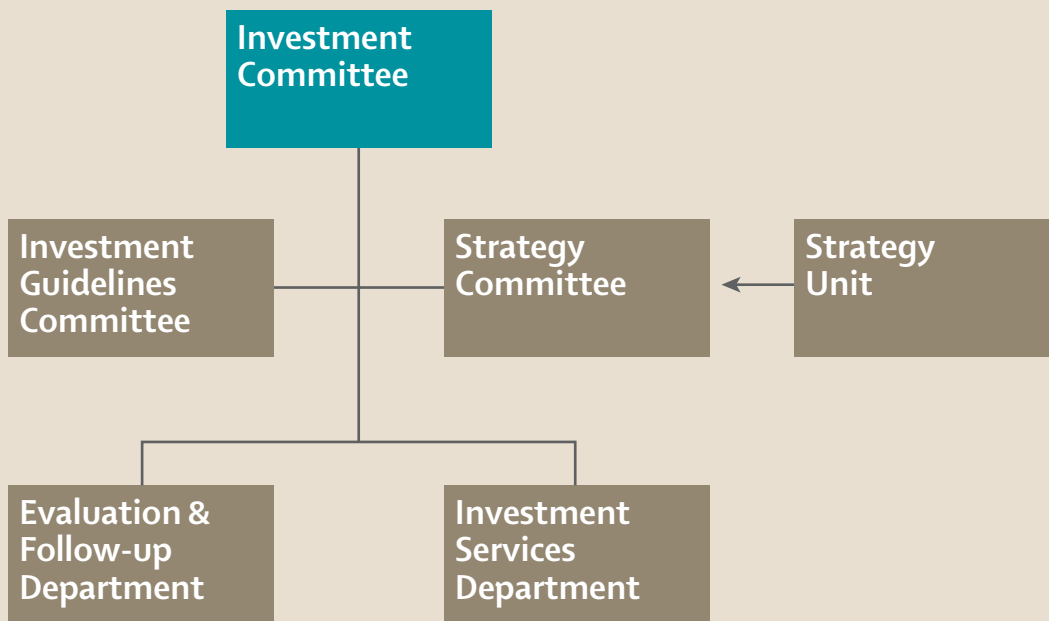 Investment
Committee
Investment
Guidelines
Committee
Strategy
Committee
Strategy
Unit
Evaluation &
Follow-up
Department
Investment
Services
Department